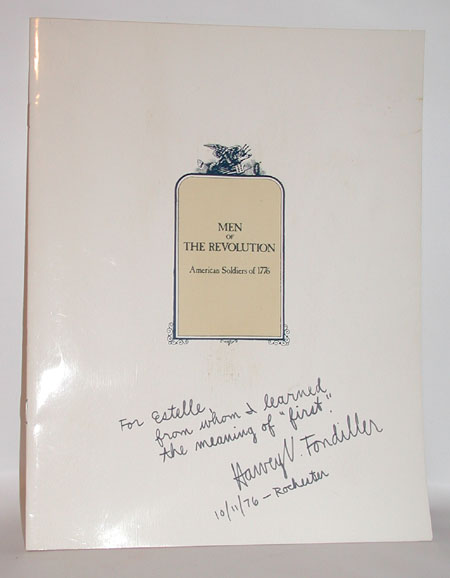 MEN
OF
THE REVOLUTION
American Soldiers of 1776
For Estelle,
from whom I learned
the meaning of "first".
Harvey V. Fondiller
10/11/76 – Rochester